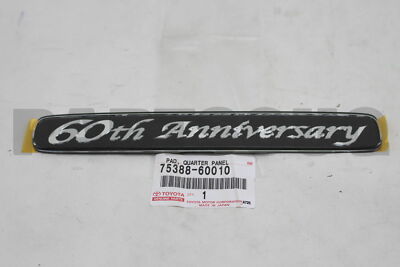 60th Anniversary
PAD, QUARTER PANEL
75388-60010
TOYOTA
GENUINE PARTS
1
TOYOTA MOTOR CORPORATION
MADE IN JAPAN